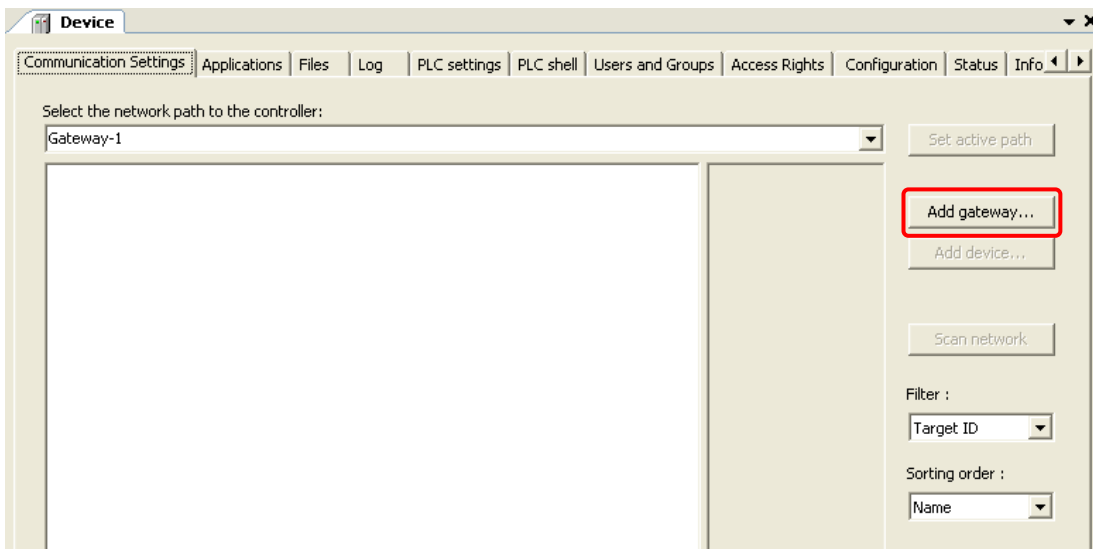 Device
Communication Settings Applications Files Log PLC settings PLC shell Users and Groups Access Rights Configuration Status Info
Select the network path to the controller:
Gateway-1
Set active path
Add gateway...
Add device...
Scan network
Filter :
Target ID
Sorting order :
Name